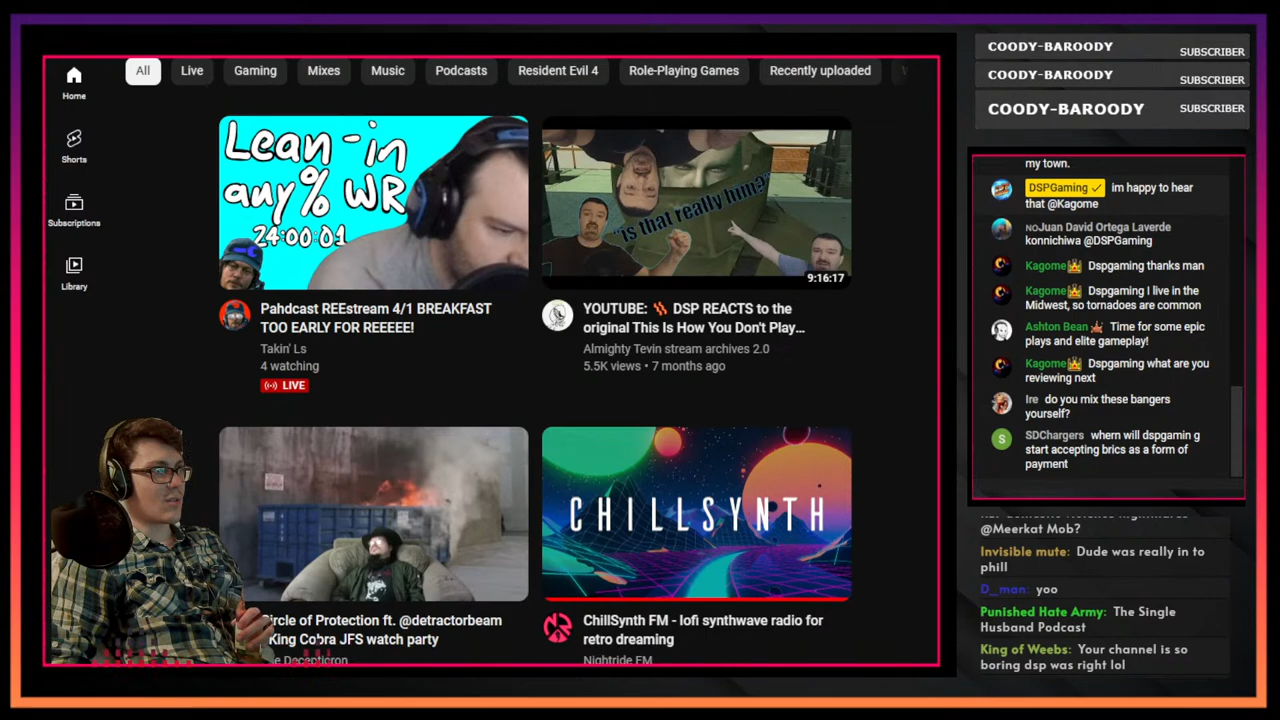 Home
Shorts
Subscriptions
Library
All
Live
Gaming
Mixes
Music
Podcasts
Resident Evil 4
Role-Playing Games
Recently uploaded
Lean-in
any% WR
24:00:01
Pahdcast REEstream 4/1 BREAKFAST
TOO EARLY FOR REEEEE!
Takin' Ls
4 watching
LIVE
"is that really him?"
9:16:17
YOUTUBE: DSP REACTS to the
original This Is How You Don't Play...
Almighty Tevin stream archives 2.0
5.5K views • 7 months ago
Circle of Protection ft. @detractorbeam
King Cobra JFS watch party
Decepticron
CHILLSYNTH
ChillSynth FM - lofi synthwave radio for
retro dreaming
Nightride FM
COODY-BAROODY SUBSCRIBER
COODY-BAROODY SUBSCRIBER
COODY-BAROODY SUBSCRIBER
my town.
DSPGaming ✓ im happy to hear
that @Kagome
NOJuan David Ortega Laverde
konnichiwa @DSPGaming
Kagome Dspgaming thanks man
Kagome Dspgaming I live in the
Midwest, so tornadoes are common
Ashton Bean Time for some epic
plays and elite gameplay!
Kagome Dspgaming what are you
reviewing next
Ire do you mix these bangers
yourself?
SDChargers whern will dspgamin g
start accepting brics as a form of
payment
@Meerkat Mob?
Invisible mute: Dude was really in to
phill
D_man: yoo
Punished Hate Army: The Single
Husband Podcast
King of Weebs: Your channel is so
boring dsp was right lol